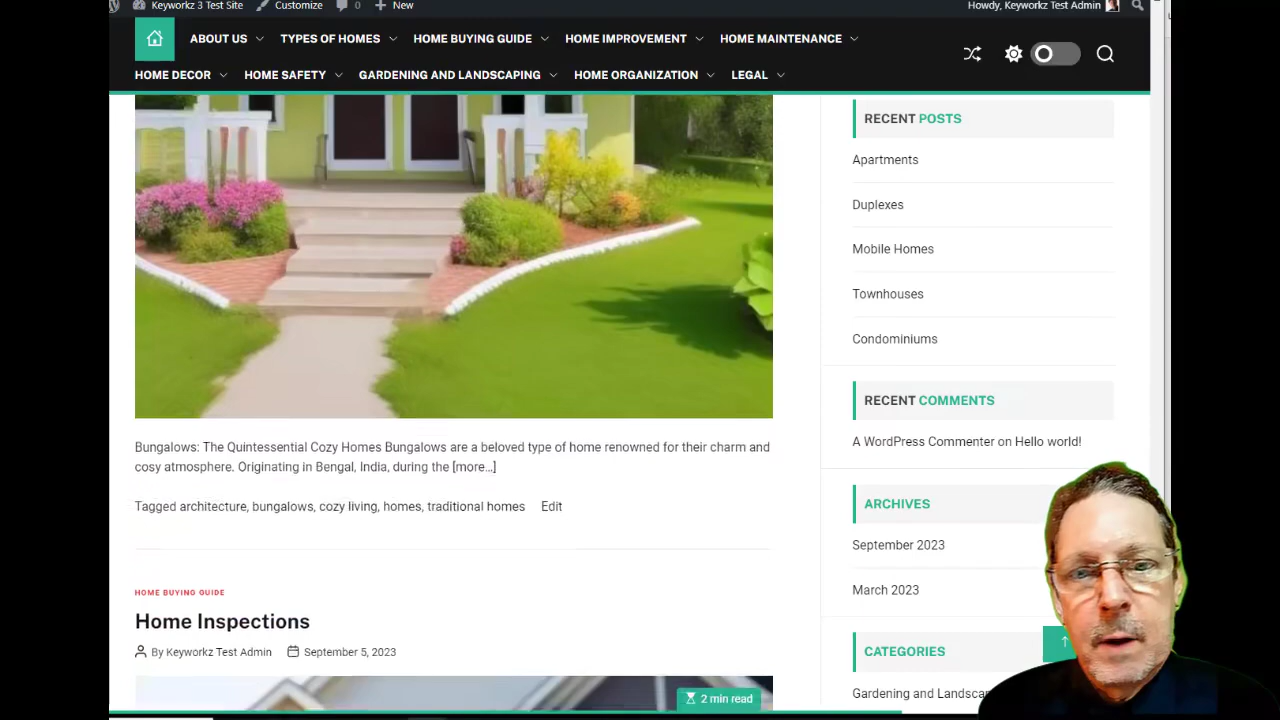 Keyworkz 3 Test Site Customize 0 New Howdy, Keyworkz Test Admin
ABOUT US TYPES OF HOMES HOME BUYING GUIDE HOME IMPROVEMENT HOME MAINTENANCE
HOME DECOR HOME SAFETY GARDENING AND LANDSCAPING HOME ORGANIZATION LEGAL
Bungalows: The Quintessential Cozy Homes Bungalows are a beloved type of home renowned for their charm and
cosy atmosphere. Originating in Bengal, India, during the [more…]
Tagged architecture, bungalows, cozy living, homes, traditional homes Edit
HOME BUYING GUIDE
Home Inspections
By Keyworkz Test Admin September 5, 2023
2 min read
RECENT POSTS
Apartments
Duplexes
Mobile Homes
Townhouses
Condominiums
RECENT COMMENTS
A WordPress Commenter on Hello world!
ARCHIVES
September 2023
March 2023
CATEGORIES
Gardening and Landscap